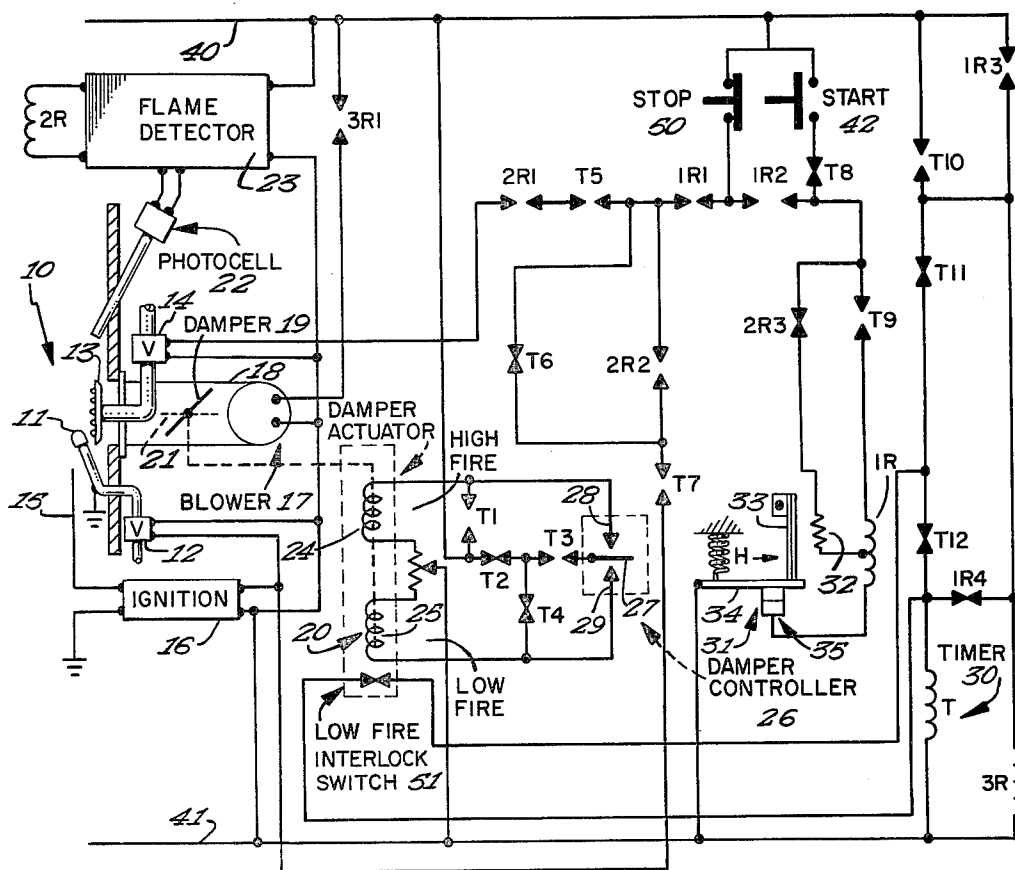 40
1R3
2R
FLAME
DETECTOR
23
3R1
STOP
50
START
42
T10
2R1
T5
1R1
1R2
T8
PHOTOCELL
22
10
14
DAMPER 19
V
T11
13
18
2R3
T9
T6
2R2
11
DAMPER
ACTUATOR
21
HIGH
FIRE
1R
BLOWER 17
28
T7
33
15
24
T1
T3
H
32
T12
V
12
T2
1R4
IGNITION
25
T4
29
27
34
20
31
35
16
DAMPER
CONTROLLER
26
TIMER
30
LOW
FIRE
T
LOW FIRE
INTERLOCK
SWITCH 51
3R
41